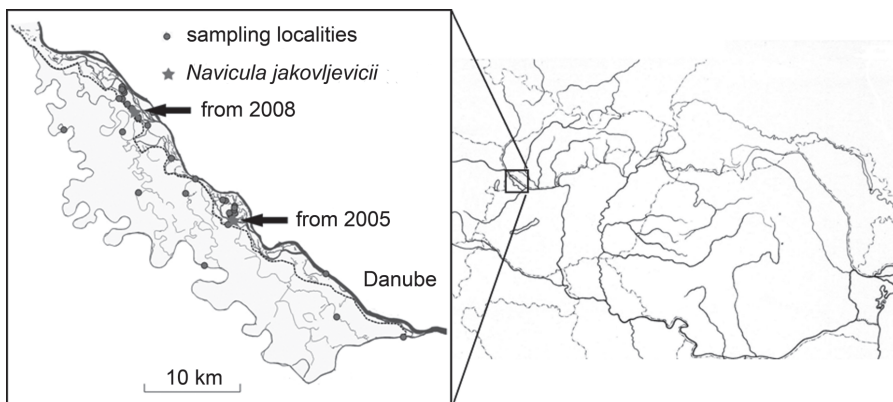 sampling localities
Navicula jakovljevicii
from 2008
from 2005
Danube
10 km